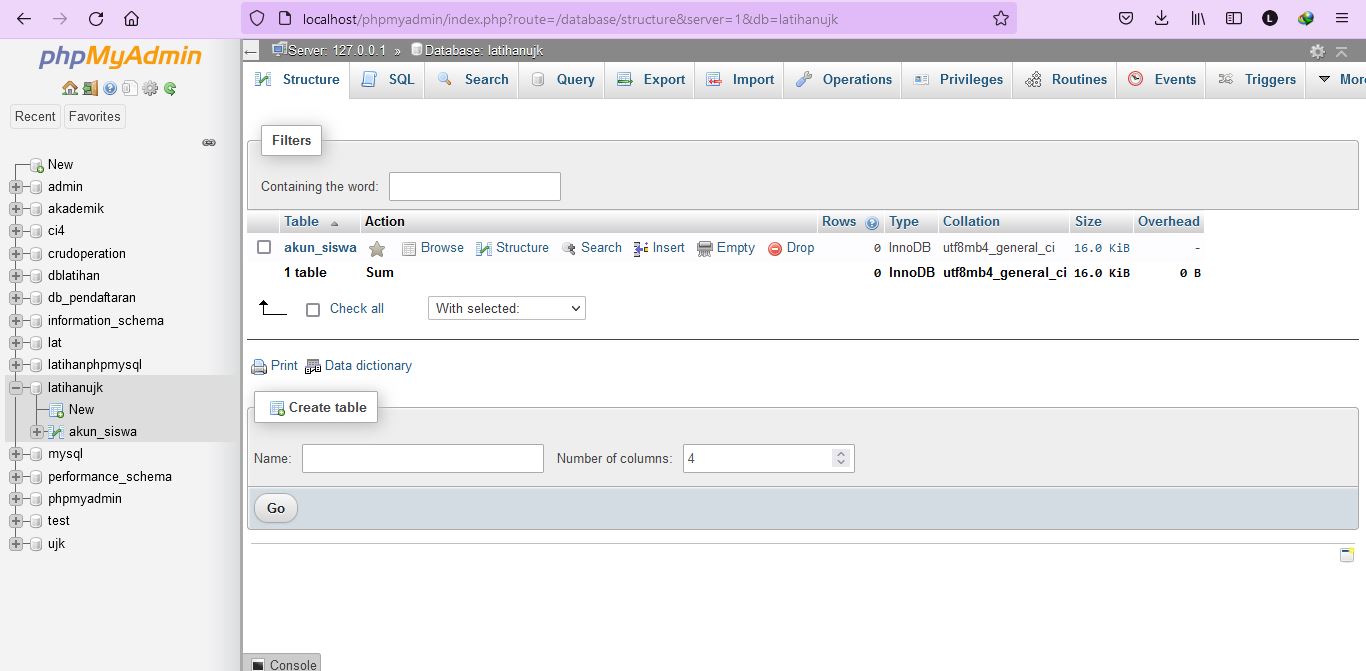 localhost/phpmyadmin/index.php?route=/database/structure&server=1&db=latihanujk
L
phpMyAdmin
Recent Favorites
New
admin
akademik
ci4
crudoperation
dblatihan
db_pendaftaran
information_schema
lat
latihanphpmysql
latihanujk
New
akun_siswa
mysql
performance_schema
phpmyadmin
test
ujk
Server: 127.0.0.1 » Database: latihanujk
Structure SQL Search Query Export Import Operations Privileges Routines Events Triggers Mor
Filters
Containing the word:
Table Action Rows Type Collation Size Overhead
akun_siswa Browse Structure Search Insert Empty Drop 0 InnoDB utf8mb4_general_ci 16.0 KiB -
1 table Sum 0 InnoDB utf8mb4_general_ci 16.0 KiB 0 B
Check all With selected:
Print Data dictionary
Create table
Name: Number of columns: 4
Go
Console